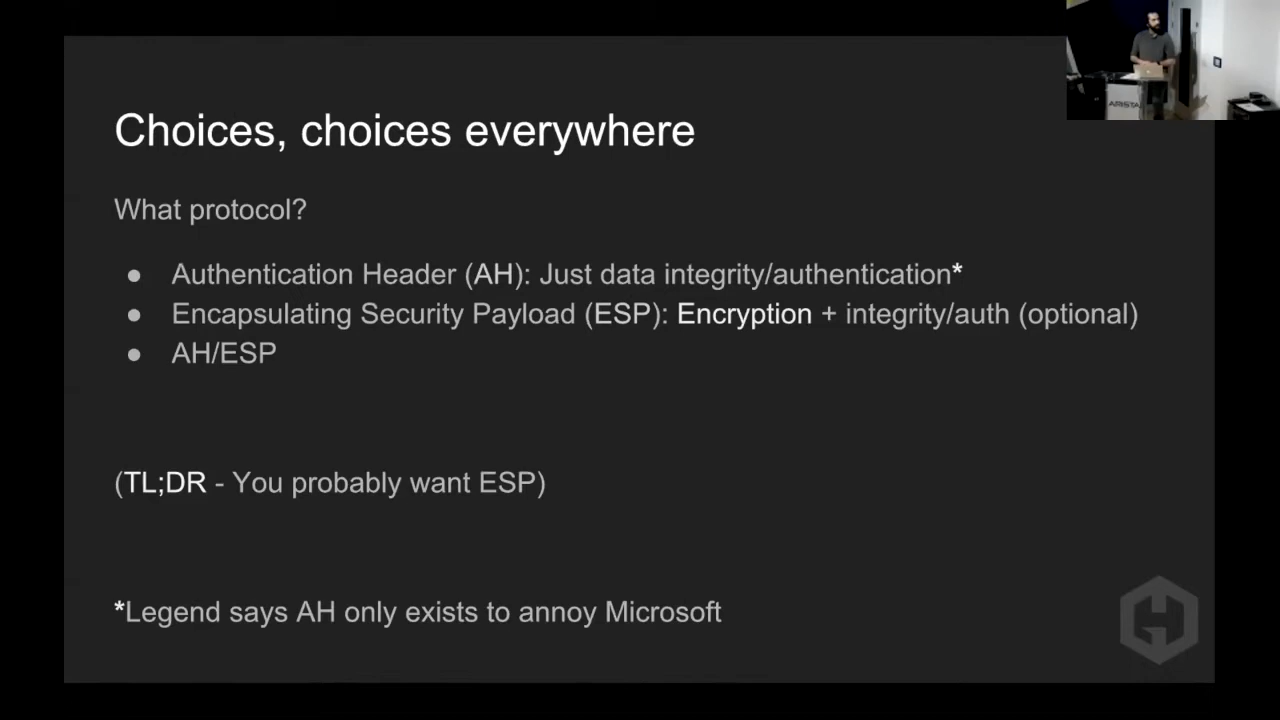 Choices, choices everywhere
What protocol?
● Authentication Header (AH): Just data integrity/authentication*
● Encapsulating Security Payload (ESP): Encryption + integrity/auth (optional)
● AH/ESP
(TL;DR - You probably want ESP)
*Legend says AH only exists to annoy Microsoft
ARISTA